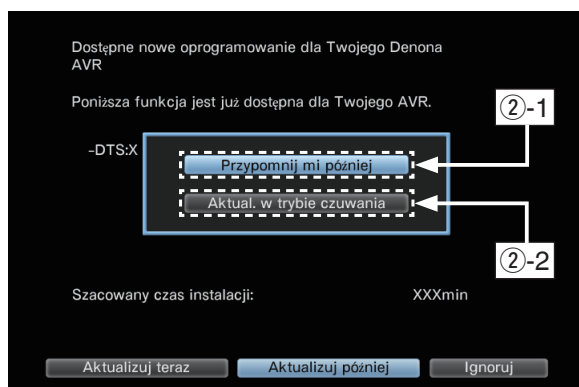 Dostępne nowe oprogramowanie dla Twojego Denona
AVR
Poniższa funkcja jest już dostępna dla Twojego AVR.
②-1
-DTS:X
Przypomnij mi później
Aktual. w trybie czuwania
②-2
Szacowany czas instalacji: XXXmin
Aktualizuj teraz Aktualizuj później Ignoruj